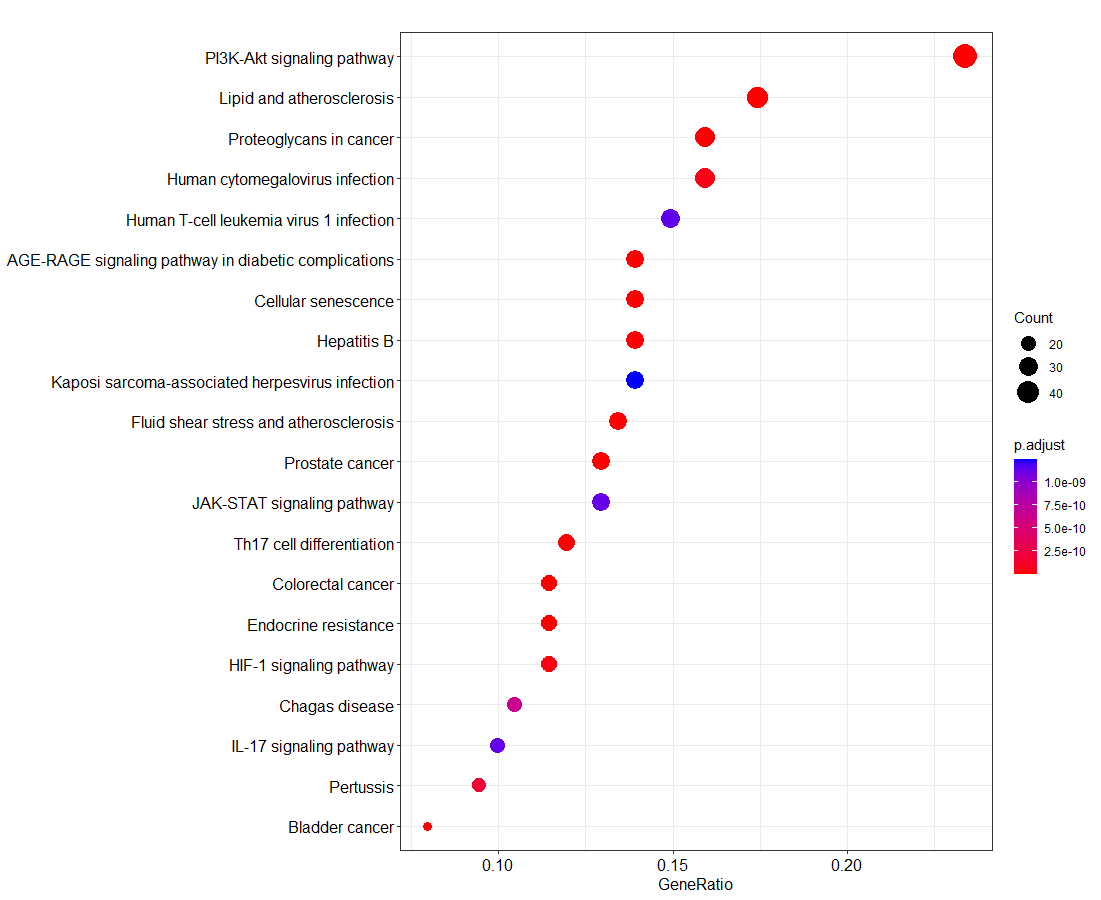 PI3K-Akt signaling pathway
Lipid and atherosclerosis
Proteoglycans in cancer
Human cytomegalovirus infection
Human T-cell leukemia virus 1 infection
AGE-RAGE signaling pathway in diabetic complications
Cellular senescence
Hepatitis B
Kaposi sarcoma-associated herpesvirus infection
Fluid shear stress and atherosclerosis
Prostate cancer
JAK-STAT signaling pathway
Th17 cell differentiation
Colorectal cancer
Endocrine resistance
HIF-1 signaling pathway
Chagas disease
IL-17 signaling pathway
Pertussis
Bladder cancer
0.10 0.15 0.20
GeneRatio
Count
20
30
40
p.adjust
1.0e-09
7.5e-10
5.0e-10
2.5e-10